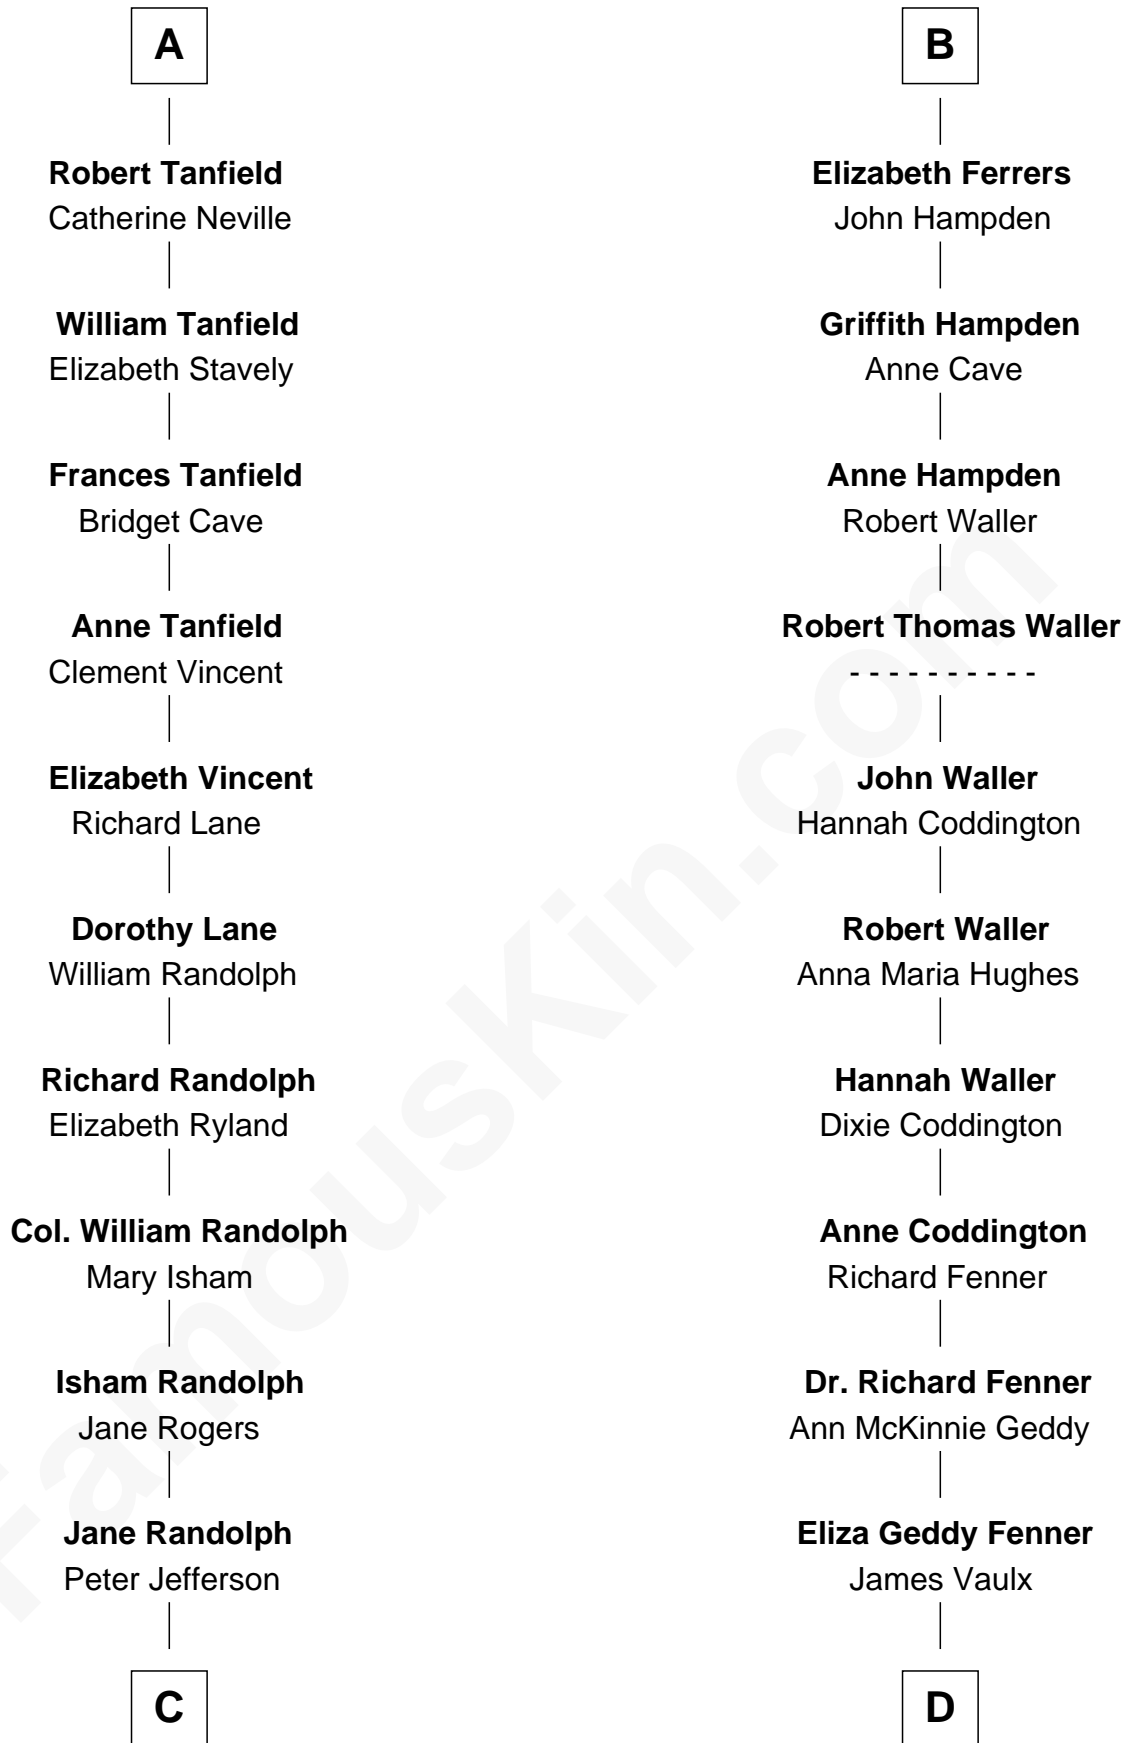 A
Robert Tanfield
Catherine Neville
William Tanfield
Elizabeth Stavely
Frances Tanfield
Bridget Cave
Anne Tanfield
Clement Vincent
Elizabeth Vincent
Richard Lane
Dorothy Lane
William Randolph
Richard Randolph
Elizabeth Ryland
Col. William Randolph
Mary Isham
Isham Randolph
Jane Rogers
Jane Randolph
Peter Jefferson
C
B
Elizabeth Ferrers
John Hampden
Griffith Hampden
Anne Cave
Anne Hampden
Robert Waller
Robert Thomas Waller
- - - - - - - - - -
John Waller
Hannah Coddington
Robert Waller
Anna Maria Hughes
Hannah Waller
Dixie Coddington
Anne Coddington
Richard Fenner
Dr. Richard Fenner
Ann McKinnie Geddy
Eliza Geddy Fenner
James Vaulx
D
FamousKin.com